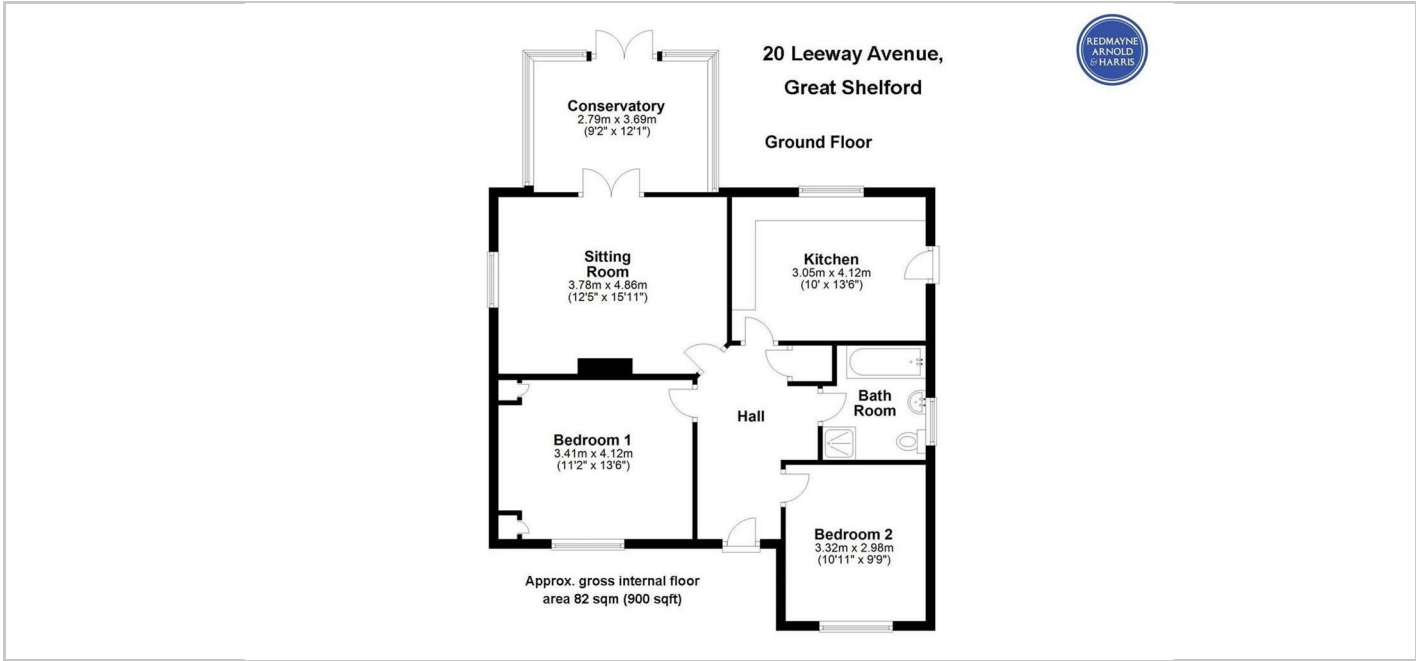 20 Leeway Avenue,
Great Shelford
REDMAYNE
ARNOLD
& HARRIS
Ground Floor
Conservatory
2.79m x 3.69m
(9'2" x 12'1")
Sitting
Room
3.78m x 4.86m
(12'5" x 15'11")
Kitchen
3.05m x 4.12m
(10' x 13'6")
Bath
Room
Hall
Bedroom 1
3.41m x 4.12m
(11'2" x 13'6")
Bedroom 2
3.32m x 2.98m
(10'11" x 9'9")
Approx. gross internal floor
area 82 sqm (900 sqft)